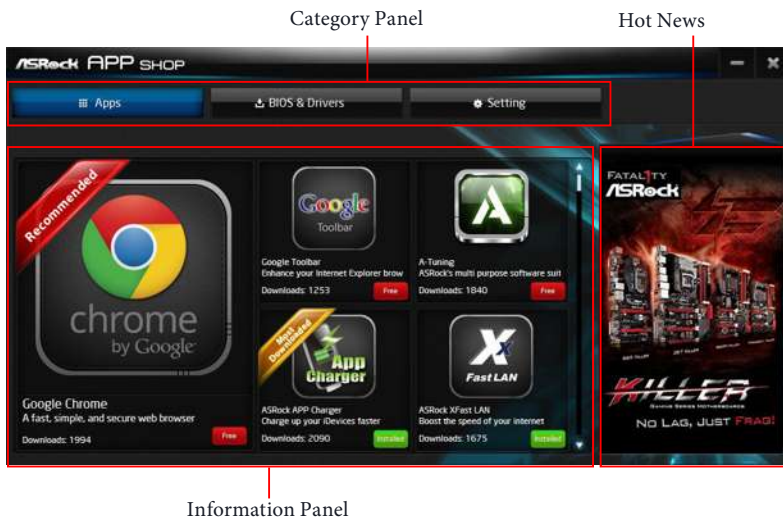 Category Panel
Hot News
ASRock APP SHOP
Apps
BIOS & Drivers
Setting
Recommended
chrome
by Google
Google Chrome
A fast, simple, and secure web browser
Downloads: 1994
Free
Google
Toolbar
Google Toolbar
Enhance your Internet Explorer brow
Downloads: 1253
Free
A-Tuning
ASRock's multi purpose software suit
Downloads: 1840
Free
Most
Downloaded
App
Charger
ASRock APP Charger
Charge up your iDevices faster
Downloads: 2090
Installed
X
Fast LAN
ASRock XFast LAN
Boost the speed of your internet
Downloads: 1675
Installed
FATAL1TY
ASRock
KILLER
GAMING SERIES MOTHERBOARDS
NO LAG, JUST FRAG!
Information Panel